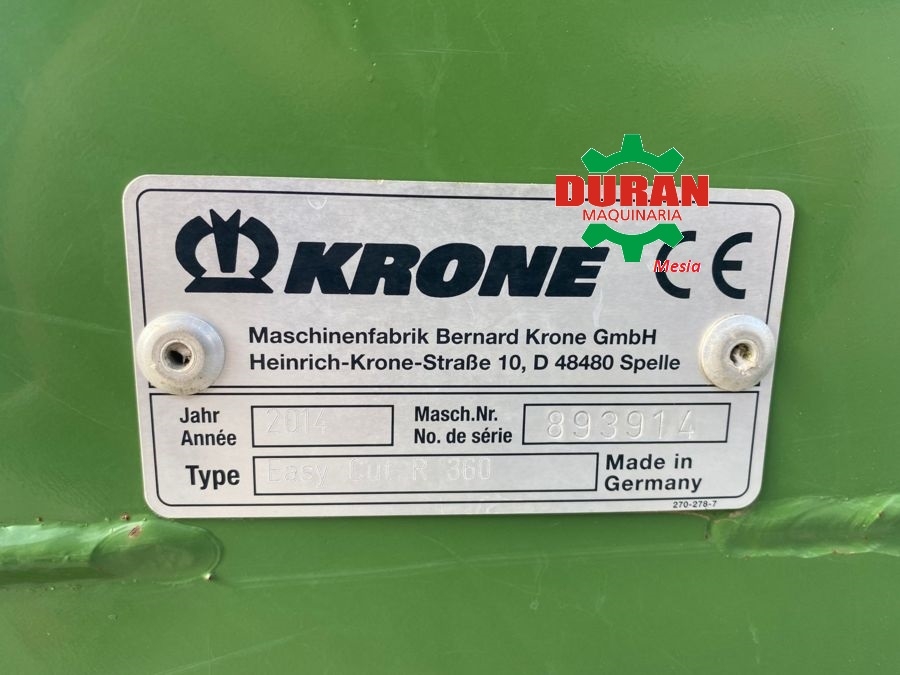 DURAN
MAQUINARIA
Mesia
KRONE CE
Maschinenfabrik Bernard Krone GmbH
Heinrich-Krone-Straße 10, D 48480 Spelle
Jahr
Année
2014
Masch.Nr.
No. de série
893914
Type
Easy Cut R 360
Made in
Germany
270-278-7